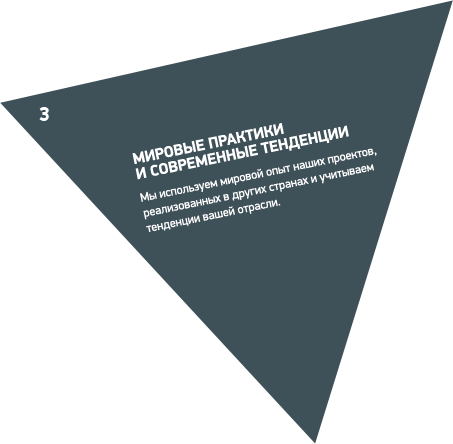 3
МИРОВЫЕ ПРАКТИКИ
И СОВРЕМЕННЫЕ ТЕНДЕНЦИИ
Мы используем мировой опыт наших проектов,
реализованных в других странах и учитываем
тенденции вашей отрасли.